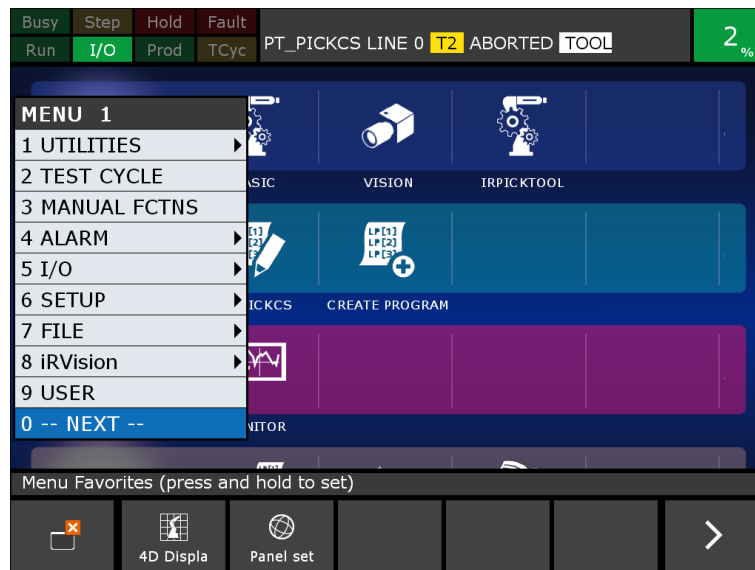 Busy Step Hold Fault
Run I/O Prod TCyc
PT_PICKCS LINE 0 T2 ABORTED TOOL
2%
MENU 1
1 UTILITIES
2 TEST CYCLE
3 MANUAL FCTNS
4 ALARM
5 I/O
6 SETUP
7 FILE
8 iRVision
9 USER
0 -- NEXT --
ASIC VISION IRPICKTOOL
LP[1]
LP[2]
LP[3]
ICKCS CREATE PROGRAM
NITOR
Menu Favorites (press and hold to set)
4D Displa Panel set